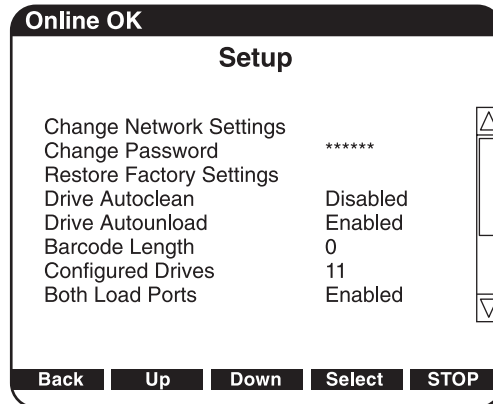 Online OK
Setup
Change Network Settings
Change Password ******
Restore Factory Settings
Drive Autoclean Disabled
Drive Autounload Enabled
Barcode Length 0
Configured Drives 11
Both Load Ports Enabled
Back Up Down Select STOP